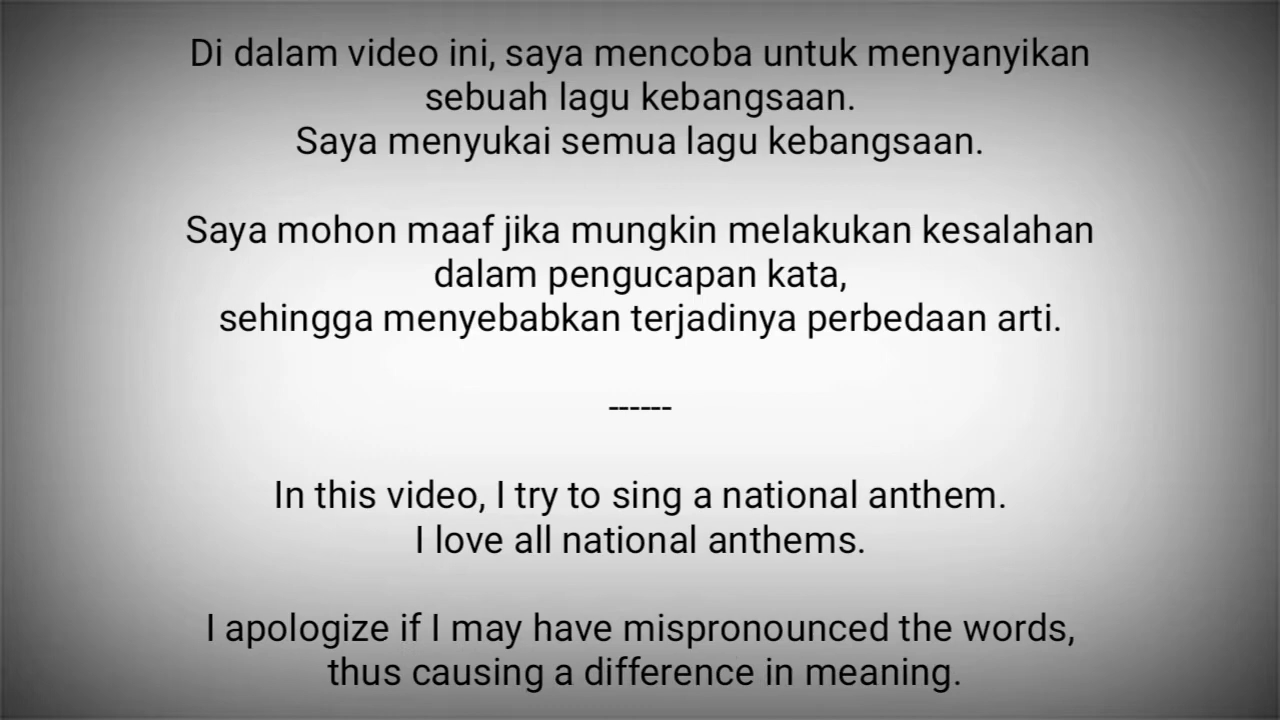 Di dalam video ini, saya mencoba untuk menyanyikan
sebuah lagu kebangsaan.
Saya menyukai semua lagu kebangsaan.
Saya mohon maaf jika mungkin melakukan kesalahan
dalam pengucapan kata,
sehingga menyebabkan terjadinya perbedaan arti.
------
In this video, I try to sing a national anthem.
I love all national anthems.
I apologize if I may have mispronounced the words,
thus causing a difference in meaning.